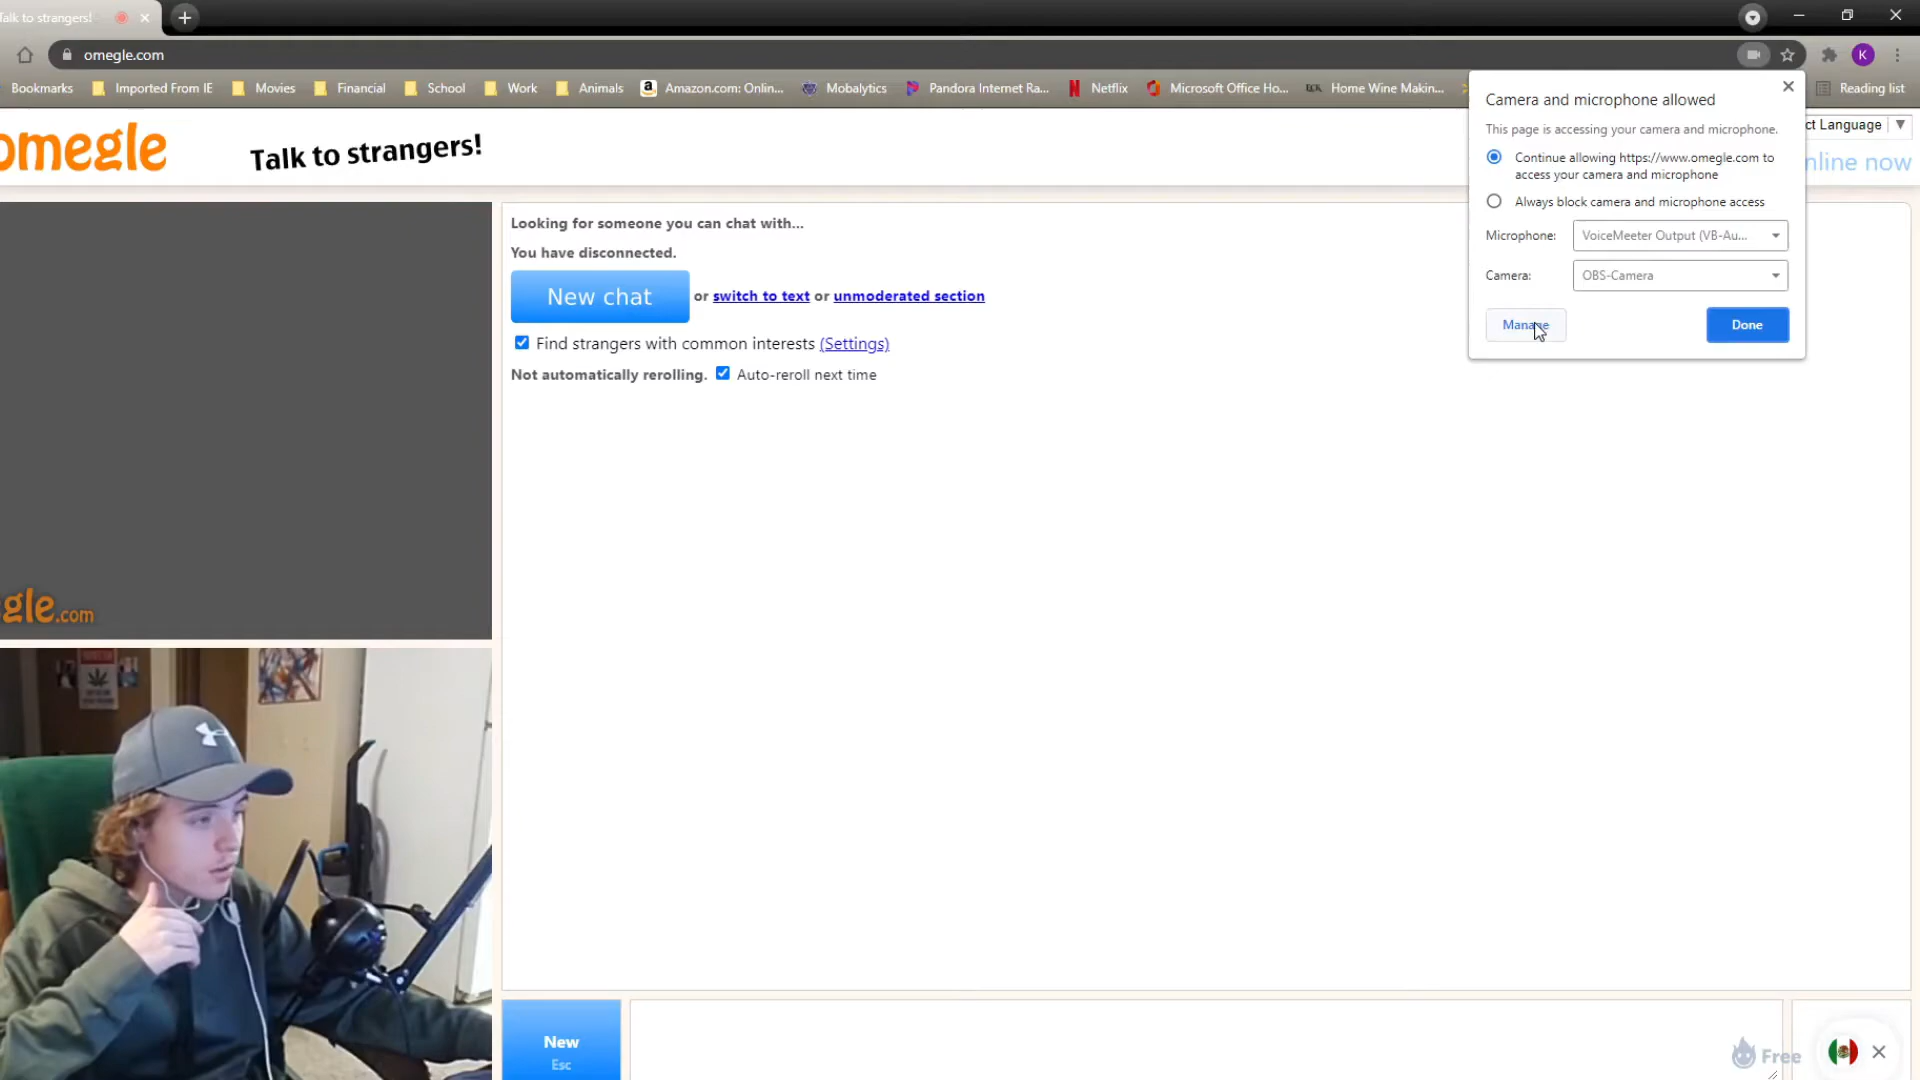 Talk to strangers!
omegle.com
Bookmarks Imported From IE Movies Financial School Work Animals Amazon.com: Onlin... Mobalytics Pandora Internet Ra... Netflix Microsoft Office Ho... Home Wine Makin... Reading list
omegle Talk to strangers!
ct Language
nline now
Camera and microphone allowed
This page is accessing your camera and microphone.
Continue allowing https://www.omegle.com to
access your camera and microphone
Always block camera and microphone access
Microphone: VoiceMeeter Output (VB-Au...
Camera: OBS-Camera
Manage Done
Looking for someone you can chat with...
You have disconnected.
New chat or switch to text or unmoderated section
Find strangers with common interests (Settings)
Not automatically rerolling. Auto-reroll next time
gle.com
New
Esc
Free
K